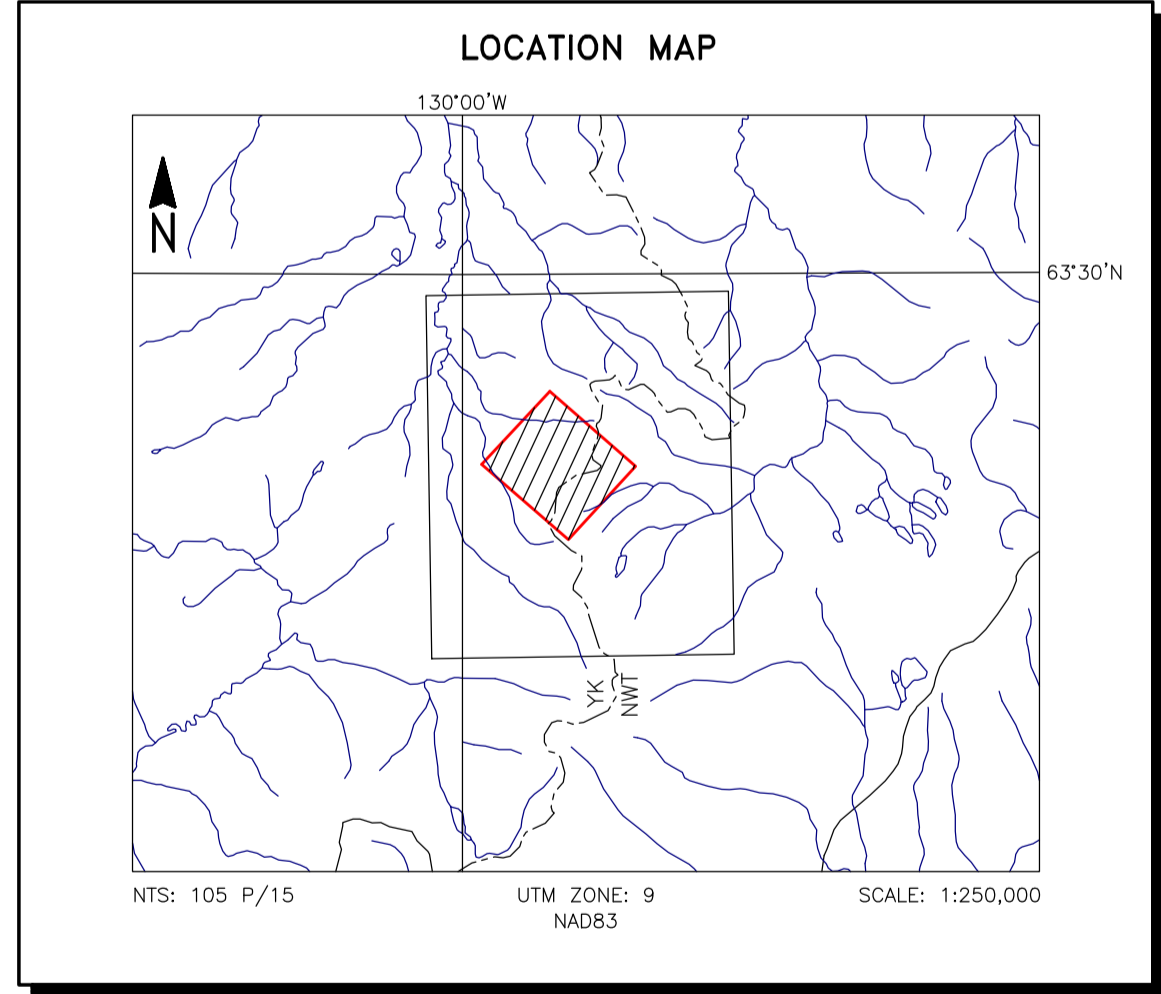 LOCATION MAP
130°00'W
N
63°30'N
YK
NWT
NTS: 105 P/15
UTM ZONE: 9
NAD83
SCALE: 1:250,000